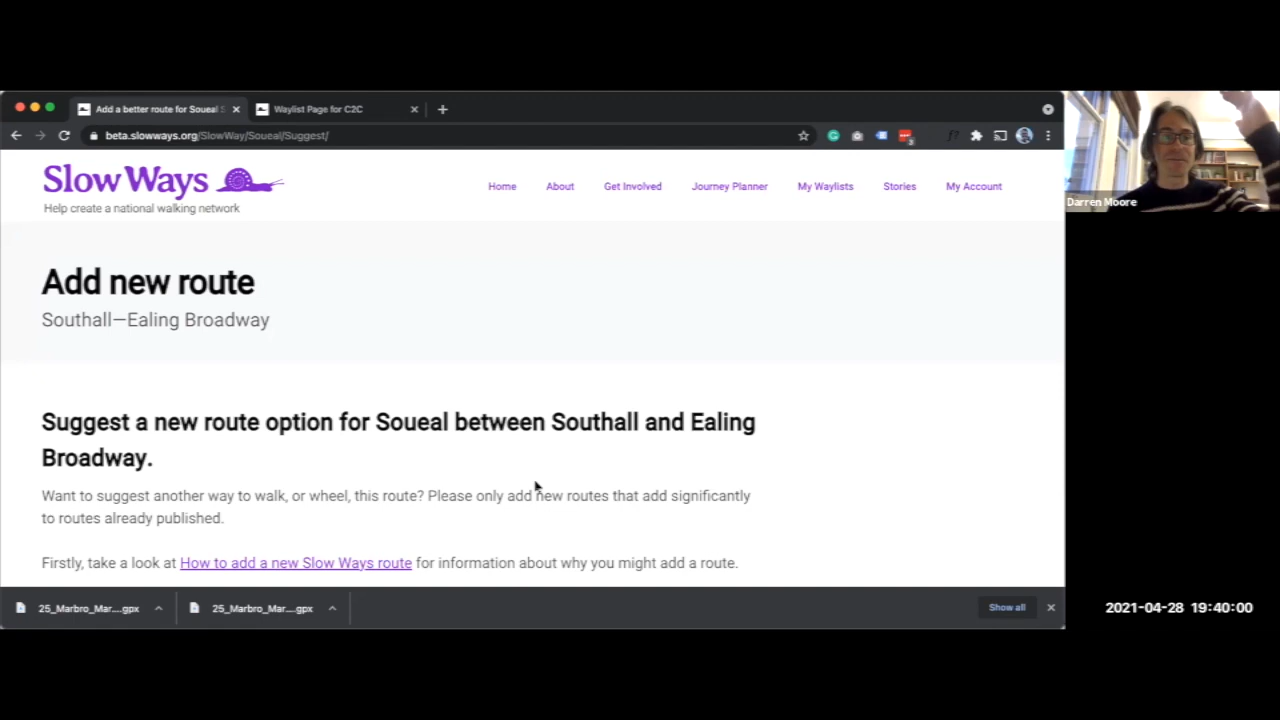 Add a better route for Soueal S
Waylist Page for C2C
beta.slowways.org/SlowWay/Soueal/Suggest/
3
Slow Ways
Help create a national walking network
Home
About
Get Involved
Journey Planner
My Waylists
Stories
My Account
Darren Moore
Add new route
Southall—Ealing Broadway
Suggest a new route option for Soueal between Southall and Ealing
Broadway.
Want to suggest another way to walk, or wheel, this route? Please only add new routes that add significantly
to routes already published.
Firstly, take a look at How to add a new Slow Ways route for information about why you might add a route.
25_Marbro_Mar....gpx
25_Marbro_Mar....gpx
Show all
2021-04-28 19:40:00